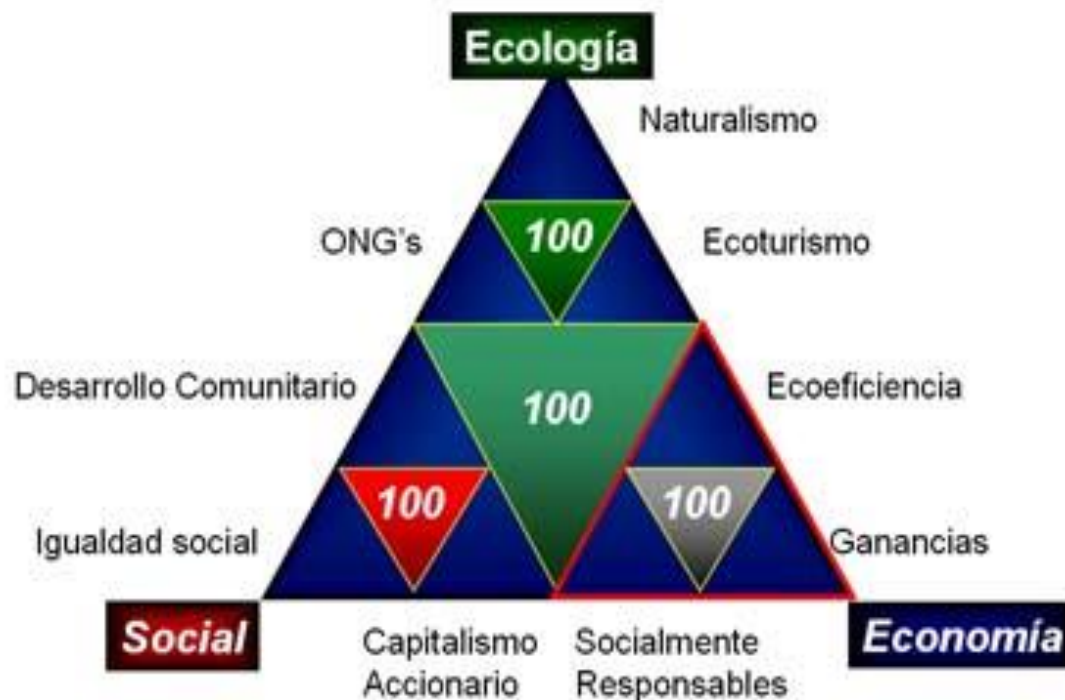 Ecología
Naturalismo
ONG's
100
Ecoturismo
Desarrollo Comunitario
100
Ecoeficiencia
Igualdad social
100
100
Ganancias
Social
Capitalismo
Accionario
Socialmente
Responsables
Economía